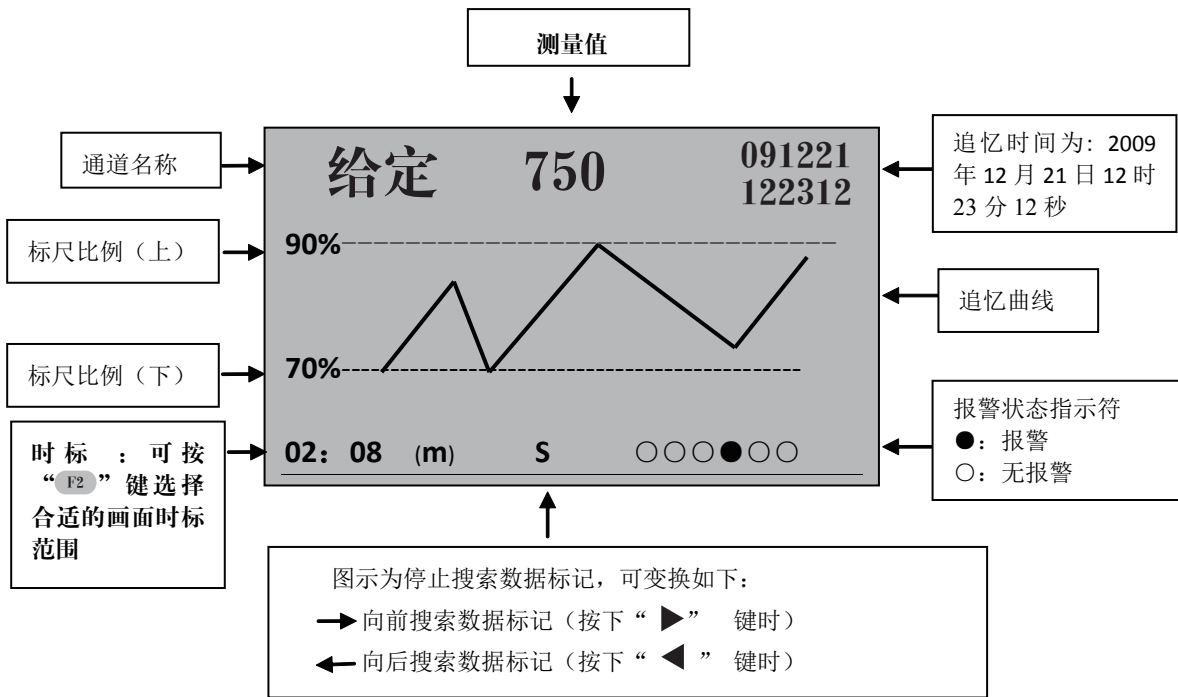 测量值
通道名称
给定 750 091221
122312
追忆时间为: 2009
年 12 月 21 日 12 时
23 分 12 秒
标尺比例（上）
90%
追忆曲线
标尺比例（下）
70%
时标 ：可按
“F2”键选择
合适的画面时标
范围
02: 08 (m) S ○○○●○○
报警状态指示符
●：报警
○：无报警
图示为停止搜索数据标记，可变换如下：
→向前搜索数据标记（按下“▶” 键时）
←向后搜索数据标记（按下“◀” 键时）